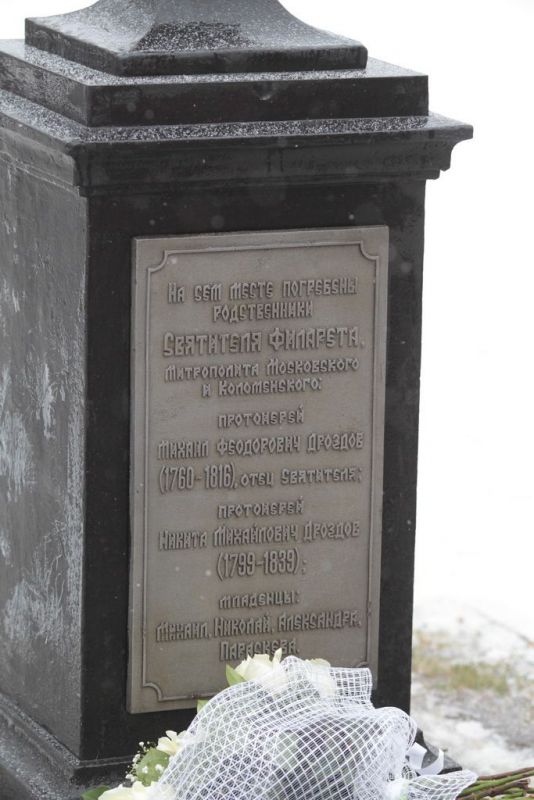 На сем месте погребены
родственники
Святителя Филарета,
митрополита Московского
и Коломенского:
протоиерей
Михаил Феодорович Дроздов
(1760-1816), отец Святителя;
протоиерей
Никита Михайлович Дроздов
(1799-1839);
младенцы:
Михаил, Николай, Александра,
Параскева.